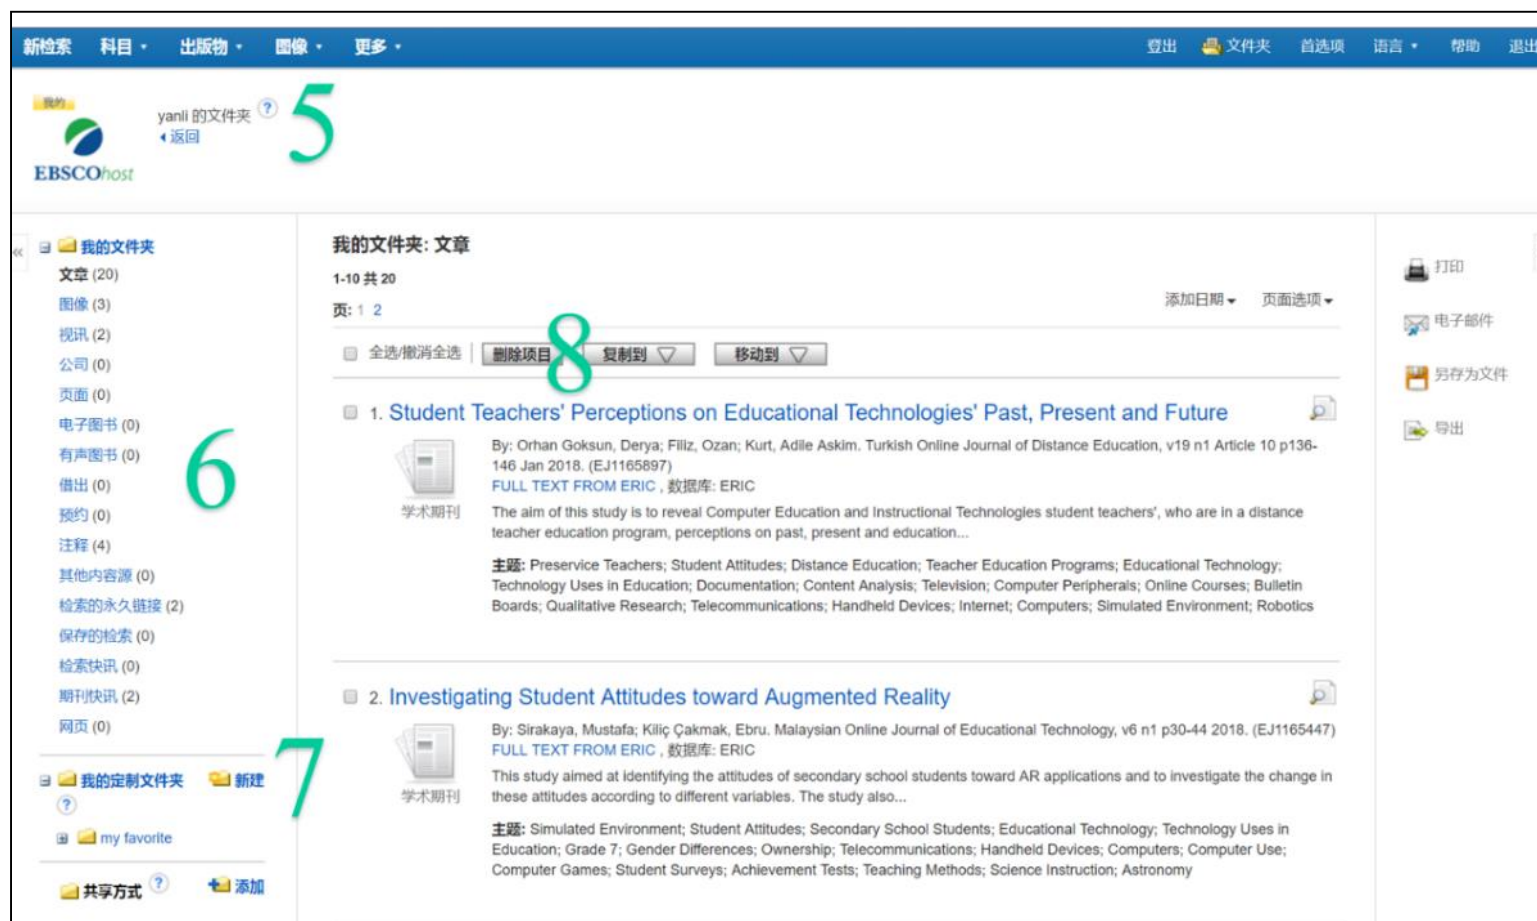 新检索 科目 出版物 图像 更多 登出 文件夹 首选项 语言 帮助 退出
我的
EBSCOhost
yanli 的文件夹 ?
返回
5
我的文件夹
文章 (20)
图像 (3)
视讯 (2)
公司 (0)
页面 (0)
电子图书 (0)
有声图书 (0)
借出 (0)
预约 (0)
注释 (4)
其他内容源 (0)
检索的永久链接 (2)
保存的检索 (0)
检索快讯 (0)
期刊快讯 (2)
网页 (0)
6
我的定制文件夹 新建
?
my favorite
共享方式 ? 添加
7
我的文件夹: 文章
1-10 共 20
页: 1 2
添加日期 页面选项
全选/撤消全选 删除项目 复制到 移动到
8
1. Student Teachers' Perceptions on Educational Technologies' Past, Present and Future
学术期刊
By: Orhan Goksun, Derya; Filiz, Ozan; Kurt, Adile Askim. Turkish Online Journal of Distance Education, v19 n1 Article 10 p136-
146 Jan 2018. (EJ1165897)
FULL TEXT FROM ERIC , 数据库: ERIC
The aim of this study is to reveal Computer Education and Instructional Technologies student teachers', who are in a distance
teacher education program, perceptions on past, present and education...
主题: Preservice Teachers; Student Attitudes; Distance Education; Teacher Education Programs; Educational Technology;
Technology Uses in Education; Documentation; Content Analysis; Television; Computer Peripherals; Online Courses; Bulletin
Boards; Qualitative Research; Telecommunications; Handheld Devices; Internet; Computers; Simulated Environment; Robotics
2. Investigating Student Attitudes toward Augmented Reality
学术期刊
By: Sirakaya, Mustafa; Kiliç Çakmak, Ebru. Malaysian Online Journal of Educational Technology, v6 n1 p30-44 2018. (EJ1165447)
FULL TEXT FROM ERIC , 数据库: ERIC
This study aimed at identifying the attitudes of secondary school students toward AR applications and to investigate the change in
these attitudes according to different variables. The study also...
主题: Simulated Environment; Student Attitudes; Secondary School Students; Educational Technology; Technology Uses in
Education; Grade 7; Gender Differences; Ownership; Telecommunications; Handheld Devices; Computers; Computer Use;
Computer Games; Student Surveys; Achievement Tests; Teaching Methods; Science Instruction; Astronomy
打印
电子邮件
另存为文件
导出